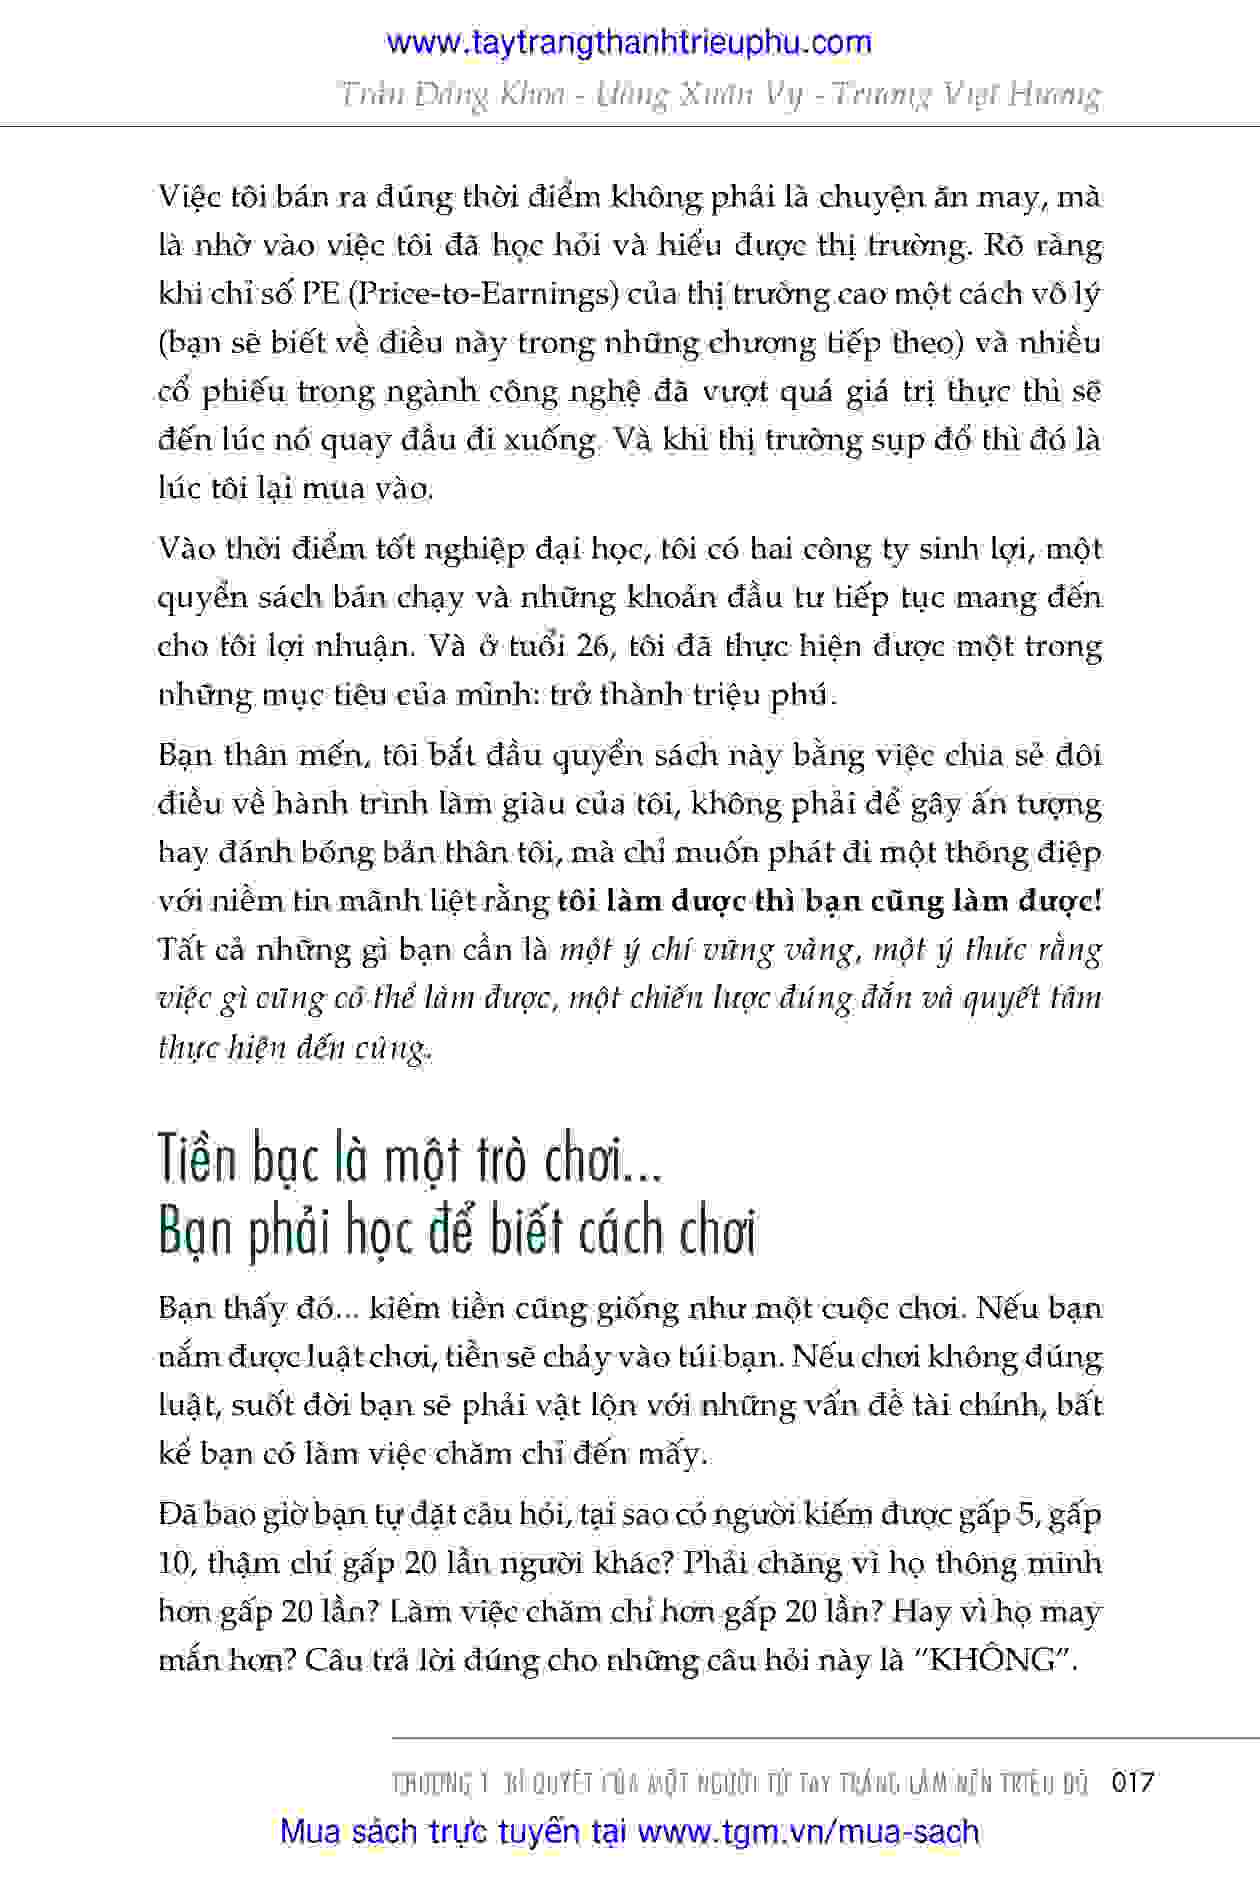 www.taytrangthanhtrieuphu.com
Trần Đăng Khoa - Uông Xuân Vy - Trương Việt Hương
Việc tôi bán ra đúng thời điểm không phải là chuyện ăn may, mà
là nhờ vào việc tôi đã học hỏi và hiểu được thị trường. Rõ ràng
khi chỉ số PE (Price-to-Earnings) của thị trường cao một cách vô lý
(bạn sẽ biết về điều này trong những chương tiếp theo) và nhiều
cổ phiếu trong ngành công nghệ đã vượt quá giá trị thực thì sẽ
đến lúc nó quay đầu đi xuống. Và khi thị trường sụp đổ thì đó là
lúc tôi lại mua vào.
Vào thời điểm tốt nghiệp đại học, tôi có hai công ty sinh lợi, một
quyển sách bán chạy và những khoản đầu tư tiếp tục mang đến
cho tôi lợi nhuận. Và ở tuổi 26, tôi đã thực hiện được một trong
những mục tiêu của mình: trở thành triệu phú.
Bạn thân mến, tôi bắt đầu quyển sách này bằng việc chia sẻ đôi
điều về hành trình làm giàu của tôi, không phải để gây ấn tượng
hay đánh bóng bản thân tôi, mà chỉ muốn phát đi một thông điệp
với niềm tin mãnh liệt rằng tôi làm được thì bạn cũng làm được!
Tất cả những gì bạn cần là một ý chí vững vàng, một ý thức rằng
việc gì cũng có thể làm được, một chiến lược đúng đắn và quyết tâm
thực hiện đến cùng.
Tiền bạc là một trò chơi...
Bạn phải học để biết cách chơi
Bạn thấy đó... kiếm tiền cũng giống như một cuộc chơi. Nếu bạn
nắm được luật chơi, tiền sẽ chảy vào túi bạn. Nếu chơi không đúng
luật, suốt đời bạn sẽ phải vật lộn với những vấn đề tài chính, bất
kể bạn có làm việc chăm chỉ đến mấy.
Đã bao giờ bạn tự đặt câu hỏi, tại sao có người kiếm được gấp 5, gấp
10, thậm chí gấp 20 lần người khác? Phải chăng vì họ thông minh
hơn gấp 20 lần? Làm việc chăm chỉ hơn gấp 20 lần? Hay vì họ may
mắn hơn? Câu trả lời đúng cho những câu hỏi này là “KHÔNG”.
CHƯƠNG 1 BÍ QUYẾT CỦA MỘT NGƯỜI TỪ TAY TRẮNG LÀM NÊN TRIỆU ĐÔ 017
Mua sách trực tuyến tại www.tgm.vn/mua-sach